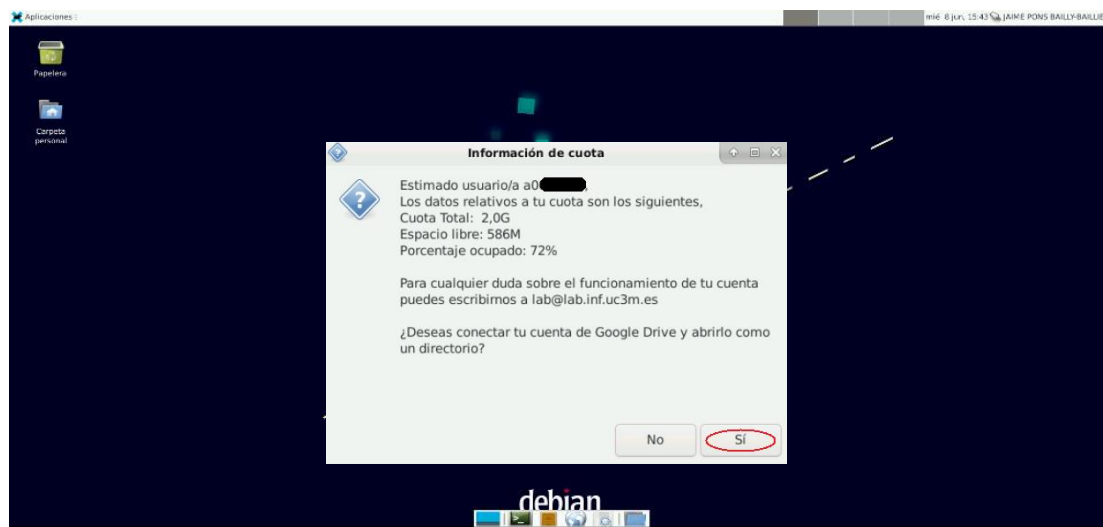 Aplicaciones
mié 8 jun, 15:43 JAIME PONS BAILLY-BAILLIE
Papelera
Carpeta
personal
Información de cuota
Estimado usuario/a a0
Los datos relativos a tu cuota son los siguientes,
Cuota Total: 2,0G
Espacio libre: 586M
Porcentaje ocupado: 72%
Para cualquier duda sobre el funcionamiento de tu cuenta
puedes escribirnos a lab@lab.inf.uc3m.es
¿Deseas conectar tu cuenta de Google Drive y abrirlo como
un directorio?
No Sí
debian